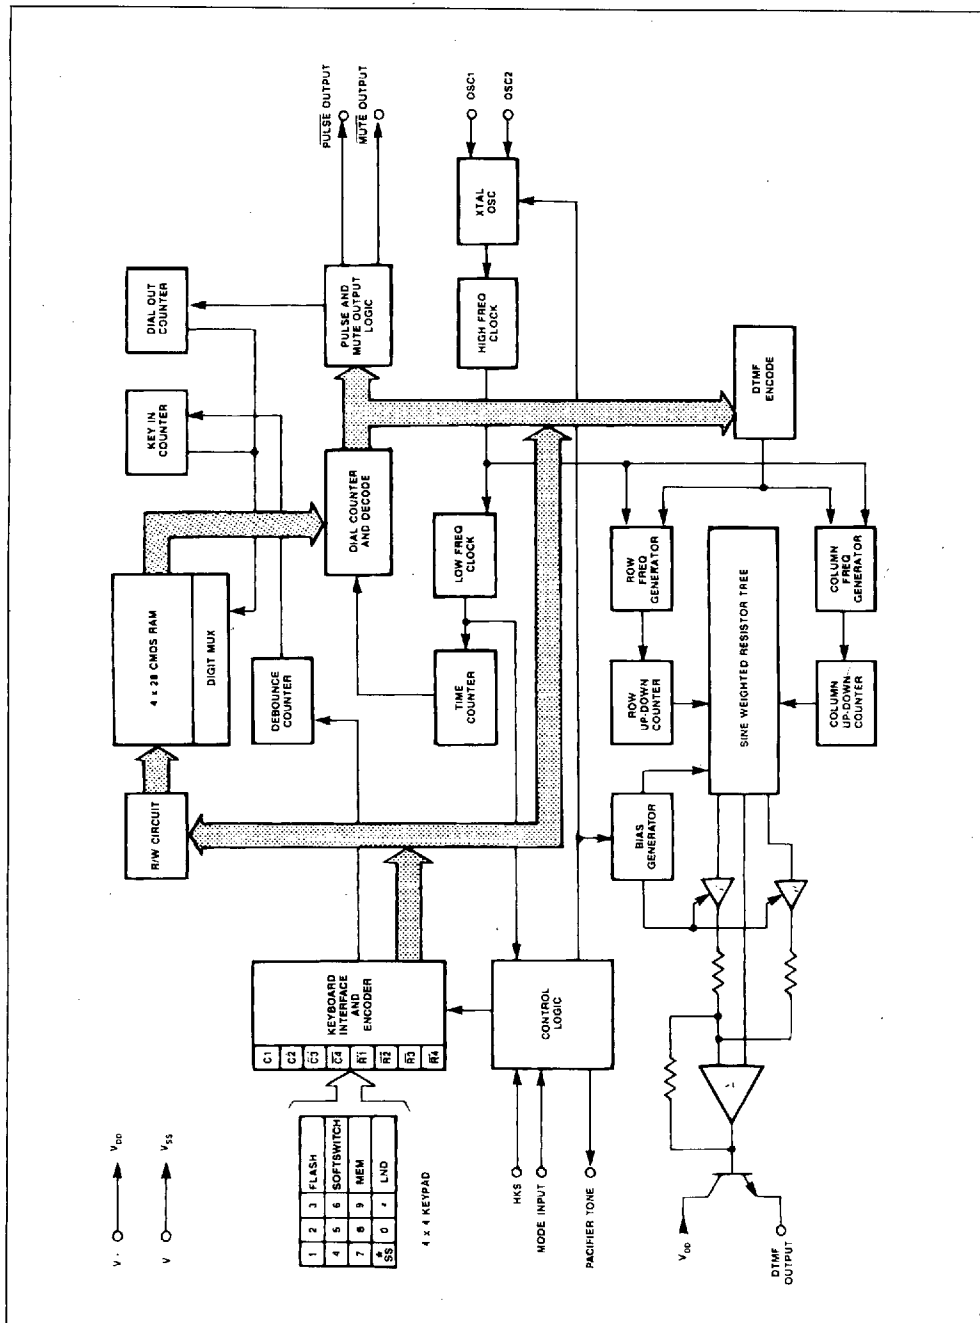 V-
V_DD
V
V_SS
1 2 3 FLASH
4 5 6 SOFTSWITCH
7 8 9 MEM
* SS 0 LND
4 x 4 KEYPAD
C1
C2
C3
C4
R1
R2
R3
R4
KEYBOARD
INTERFACE
AND
ENCODER
R/W CIRCUIT
4 x 28 CMOS RAM
DIGIT MUX
KEY IN
COUNTER
DIAL OUT
COUNTER
DEBOUNCE
COUNTER
DIAL COUNTER
AND DECODE
PULSE AND
MUTE OUTPUT
LOGIC
PULSE OUTPUT
MUTE OUTPUT
TIME
COUNTER
LOW FREQ
CLOCK
HIGH FREQ
CLOCK
XTAL
OSC
OSC1
OSC2
HKS
MODE INPUT
PACIFIER TONE
CONTROL
LOGIC
BIAS
GENERATOR
ROW
UP-DOWN
COUNTER
ROW
FREQ
GENERATOR
SINE WEIGHTED RESISTOR TREE
COLUMN
UP-DOWN
COUNTER
COLUMN
FREQ
GENERATOR
DTMF
ENCODE
V_DD
DTMF
OUTPUT